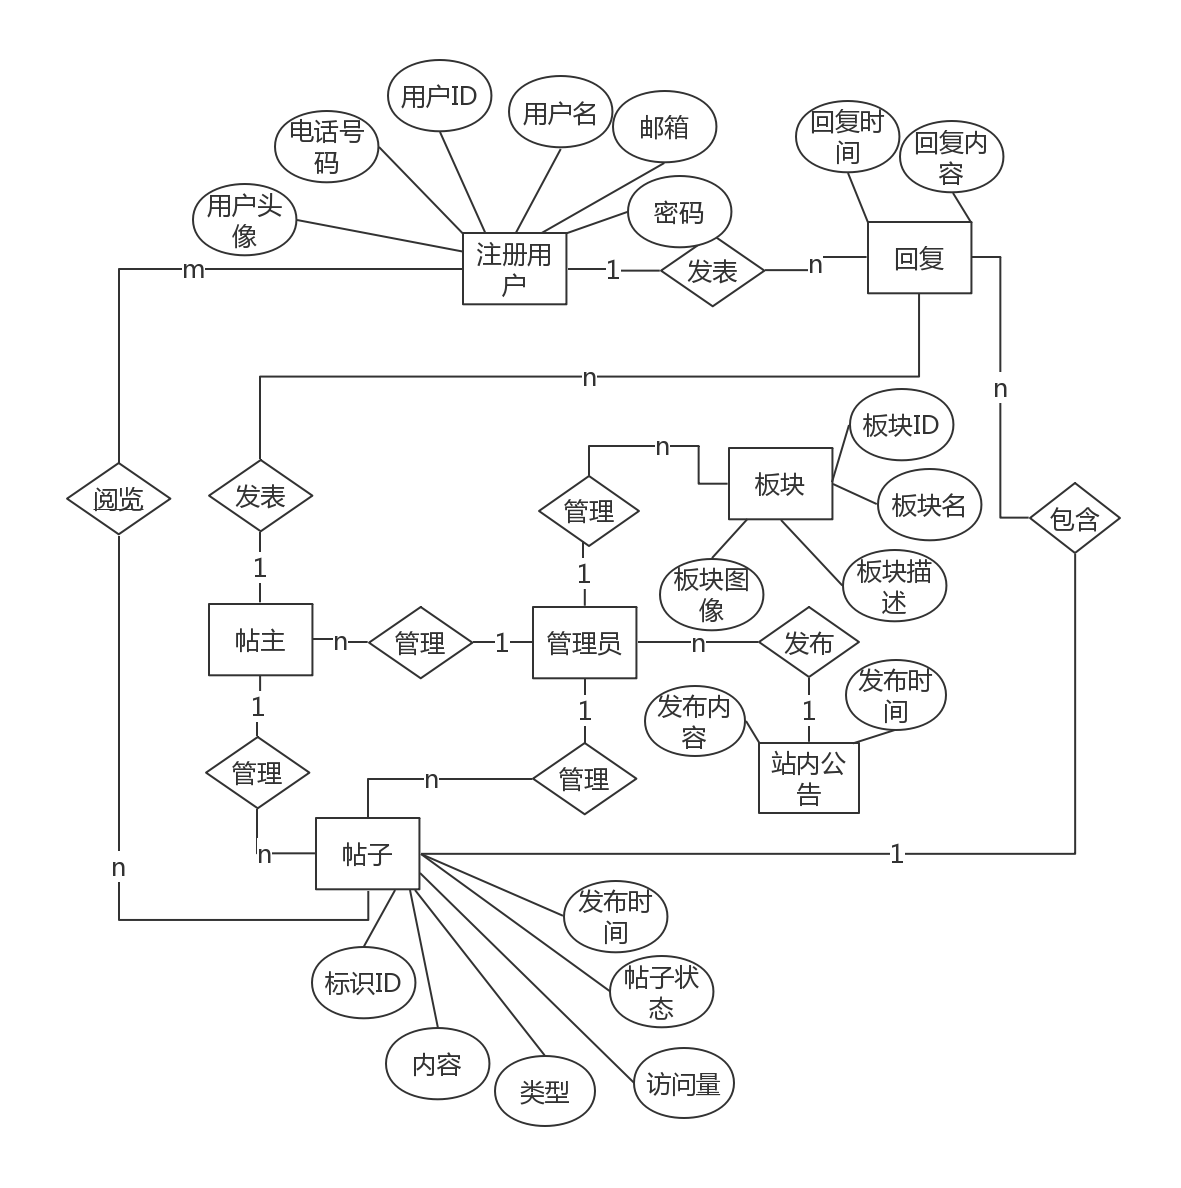 用户ID
用户名
邮箱
电话号
码
回复时
间
回复内
容
用户头
像
密码
注册用
户
m
1
发表
n
回复
n
n
板块ID
n
板块
板块名
阅览
发表
管理
包含
1
1
板块图
像
板块描
述
帖主
n
管理
1
管理员
n
发布
1
1
1
发布内
容
发布时
间
管理
n
管理
站内公
告
n
帖子
1
n
发布时
间
标识ID
帖子状
态
内容
类型
访问量